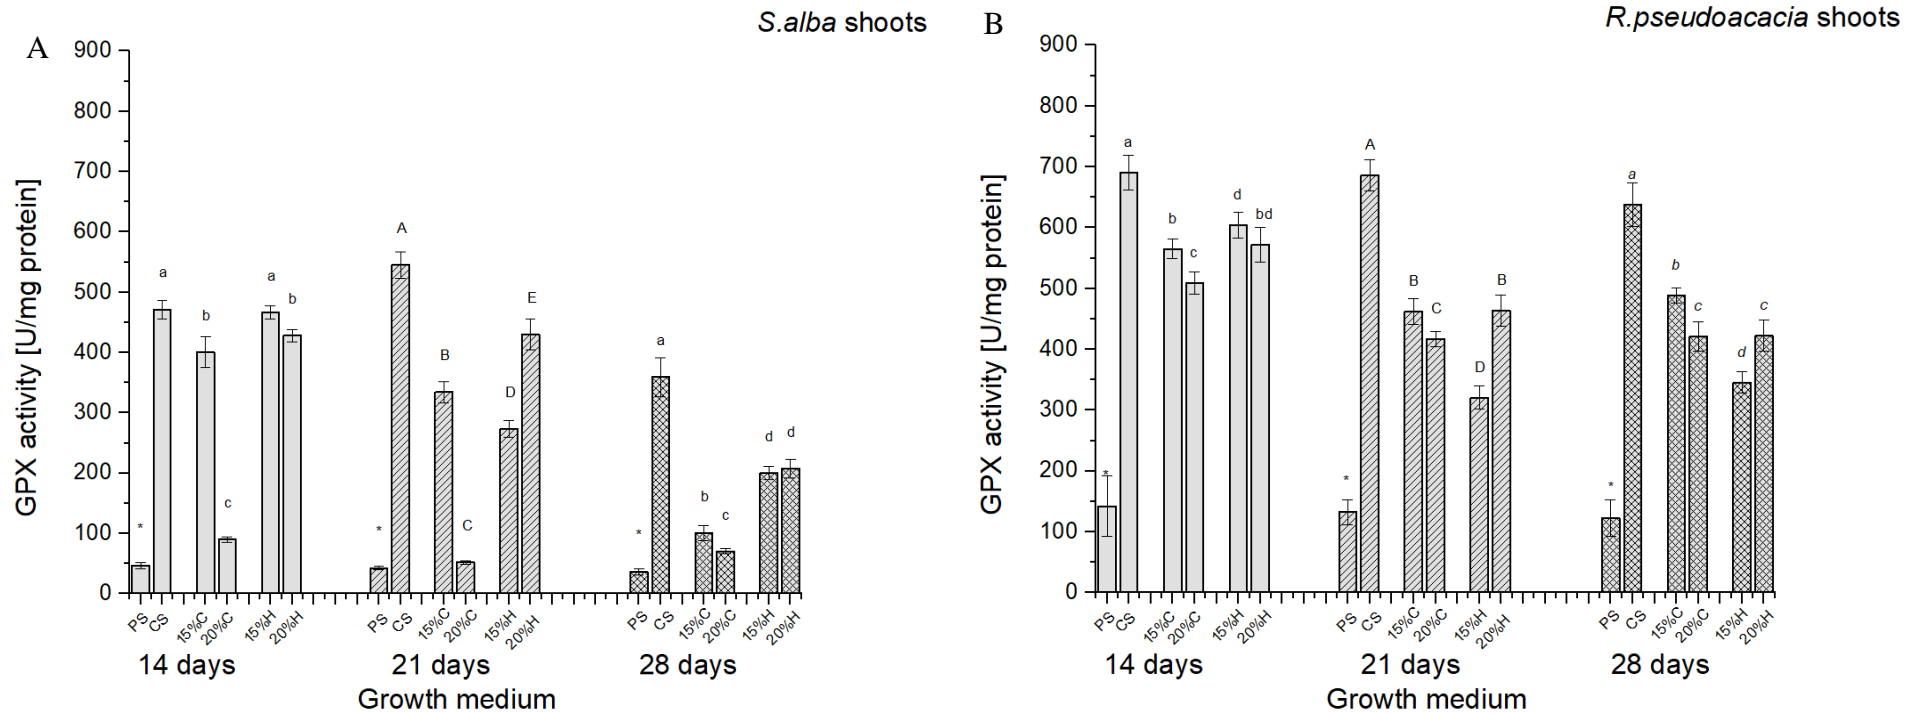 A
S.alba shoots
GPX activity [U/mg protein]
900
800
700
600
500
400
300
200
100
0
* a b c a b
* A B C D E
* a b c d d
PS CS 15%C 20%C 15%H 20%H
PS CS 15%C 20%C 15%H 20%H
PS CS 15%C 20%C 15%H 20%H
14 days 21 days 28 days
Growth medium
B
R.pseudoacacia shoots
GPX activity [U/mg protein]
900
800
700
600
500
400
300
200
100
0
* a b c d bd
* A B C D B
* a b c d c
PS CS 15%C 20%C 15%H 20%H
PS CS 15%C 20%C 15%H 20%H
PS CS 15%C 20%C 15%H 20%H
14 days 21 days 28 days
Growth medium